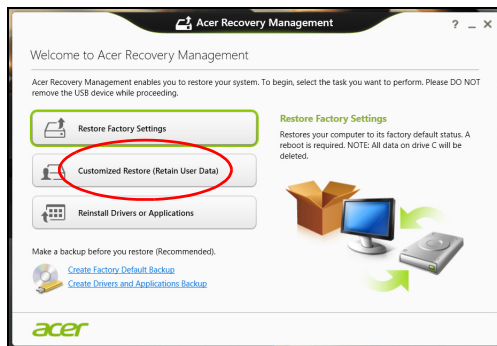 Acer Recovery Management
? _ X
Welcome to Acer Recovery Management
Acer Recovery Management enables you to restore your system. To begin, select the task you want to perform. Please DO NOT
remove the USB device while proceeding.
Restore Factory Settings
Customized Restore (Retain User Data)
Reinstall Drivers or Applications
Restore Factory Settings
Restores your computer to its factory default status. A
reboot is required. NOTE: All data on drive C will be
deleted.
Make a backup before you restore (Recommended).
Create Factory Default Backup
Create Drivers and Applications Backup
acer